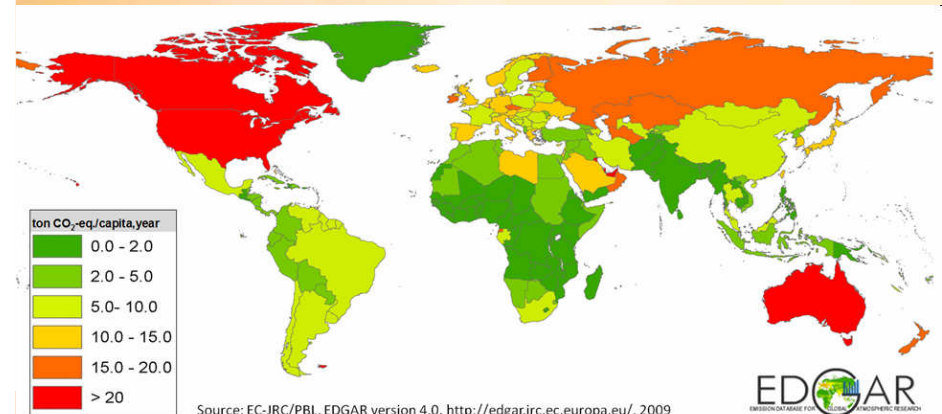 ton CO₂-eq./capita,year
0.0 - 2.0
2.0 - 5.0
5.0- 10.0
10.0 - 15.0
15.0 - 20.0
> 20
Source: EC-JRC/PBL. EDGAR version 4.0. http://edgar.jrc.ec.europa.eu/, 2009
EDGAR
EMISSION DATABASE FOR GLOBAL ATMOSPHERIC RESEARCH